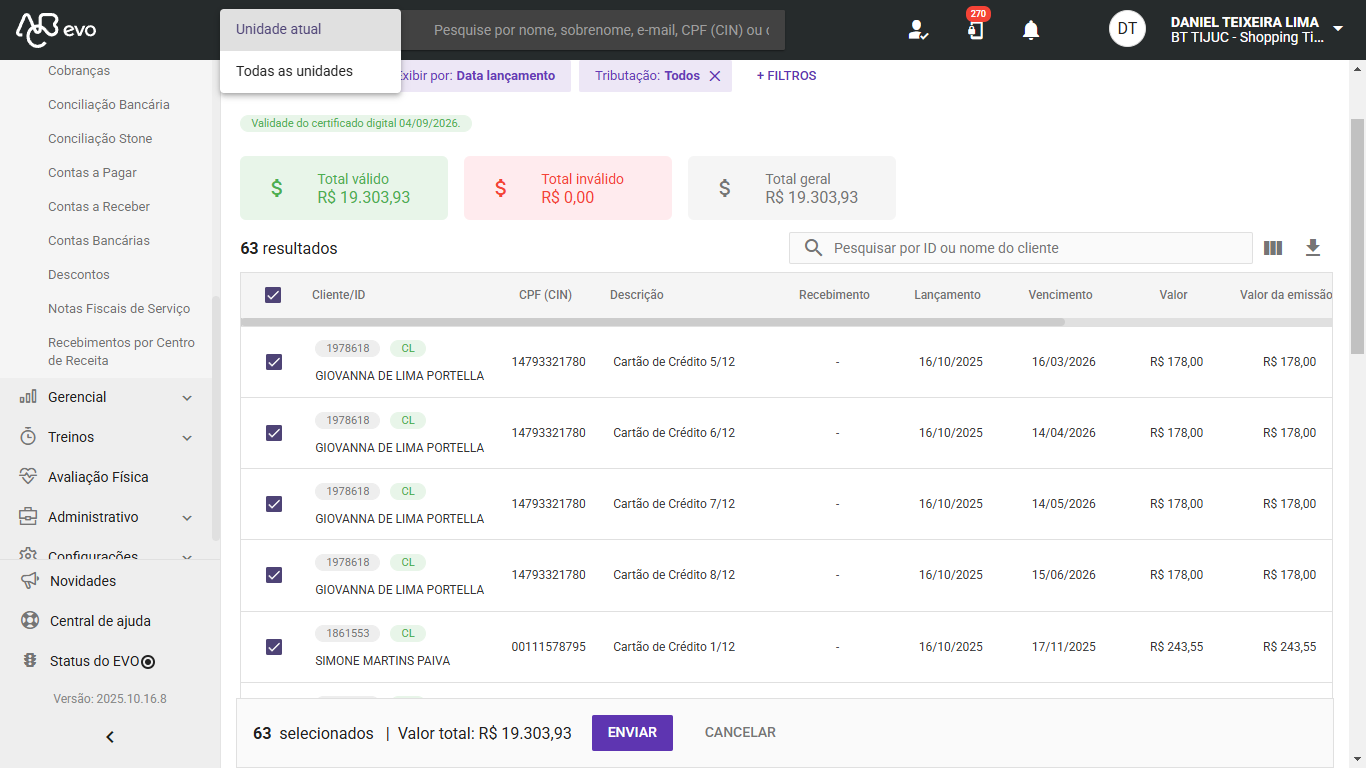 evo
Unidade atual
Todas as unidades
Pesquise por nome, sobrenome, e-mail, CPF (CIN) ou
270
DT
DANIEL TEIXEIRA LIMA
BT TIJUC - Shopping Ti...
Cobranças
Conciliação Bancária
Conciliação Stone
Contas a Pagar
Contas a Receber
Contas Bancárias
Descontos
Notas Fiscais de Serviço
Recebimentos por Centro
de Receita
Gerencial
Treinos
Avaliação Física
Administrativo
Configurações
Novidades
Central de ajuda
Status do EVO
Versão: 2025.10.16.8
xibir por: Data lançamento
Tributação: Todos
+ FILTROS
Validade do certificado digital 04/09/2026.
$ Total válido
R$ 19.303,93
$ Total inválido
R$ 0,00
$ Total geral
R$ 19.303,93
63 resultados
Pesquisar por ID ou nome do cliente
Cliente/ID CPF (CIN) Descrição Recebimento Lançamento Vencimento Valor Valor da emissão
1978618 CL
GIOVANNA DE LIMA PORTELLA 14793321780 Cartão de Crédito 5/12 - 16/10/2025 16/03/2026 R$ 178,00 R$ 178,00
1978618 CL
GIOVANNA DE LIMA PORTELLA 14793321780 Cartão de Crédito 6/12 - 16/10/2025 14/04/2026 R$ 178,00 R$ 178,00
1978618 CL
GIOVANNA DE LIMA PORTELLA 14793321780 Cartão de Crédito 7/12 - 16/10/2025 14/05/2026 R$ 178,00 R$ 178,00
1978618 CL
GIOVANNA DE LIMA PORTELLA 14793321780 Cartão de Crédito 8/12 - 16/10/2025 15/06/2026 R$ 178,00 R$ 178,00
1861553 CL
SIMONE MARTINS PAIVA 00111578795 Cartão de Crédito 1/12 - 16/10/2025 17/11/2025 R$ 243,55 R$ 243,55
63 selecionados | Valor total: R$ 19.303,93
ENVIAR
CANCELAR